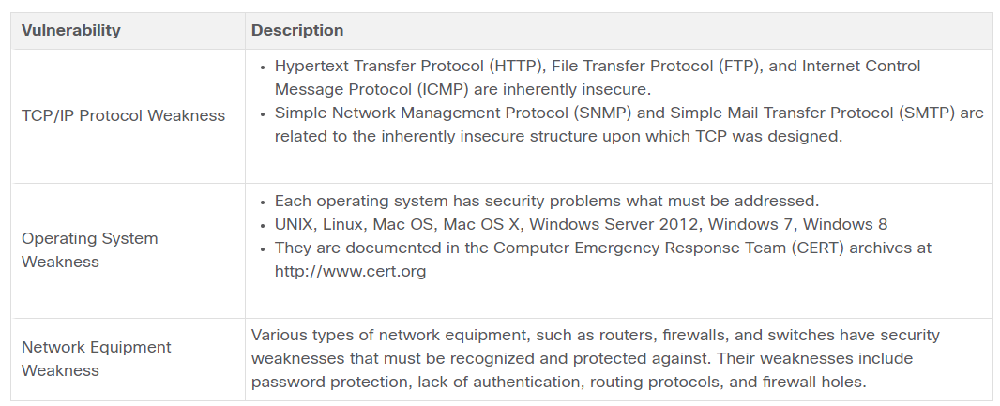 Vulnerability
Description
TCP/IP Protocol Weakness
• Hypertext Transfer Protocol (HTTP), File Transfer Protocol (FTP), and Internet Control
Message Protocol (ICMP) are inherently insecure.
• Simple Network Management Protocol (SNMP) and Simple Mail Transfer Protocol (SMTP) are
related to the inherently insecure structure upon which TCP was designed.
Operating System
Weakness
• Each operating system has security problems what must be addressed.
• UNIX, Linux, Mac OS, Mac OS X, Windows Server 2012, Windows 7, Windows 8
• They are documented in the Computer Emergency Response Team (CERT) archives at
http://www.cert.org
Network Equipment
Weakness
Various types of network equipment, such as routers, firewalls, and switches have security
weaknesses that must be recognized and protected against. Their weaknesses include
password protection, lack of authentication, routing protocols, and firewall holes.